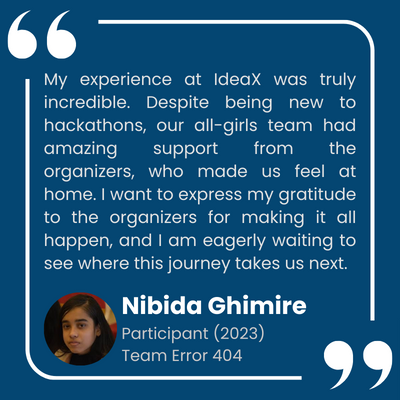 My experience at IdeaX was truly
incredible. Despite being new to
hackathons, our all-girls team had
amazing support from the
organizers, who made us feel at
home. I want to express my gratitude
to the organizers for making it all
happen, and I am eagerly waiting to
see where this journey takes us next.
Nibida Ghimire
Participant (2023)
Team Error 404